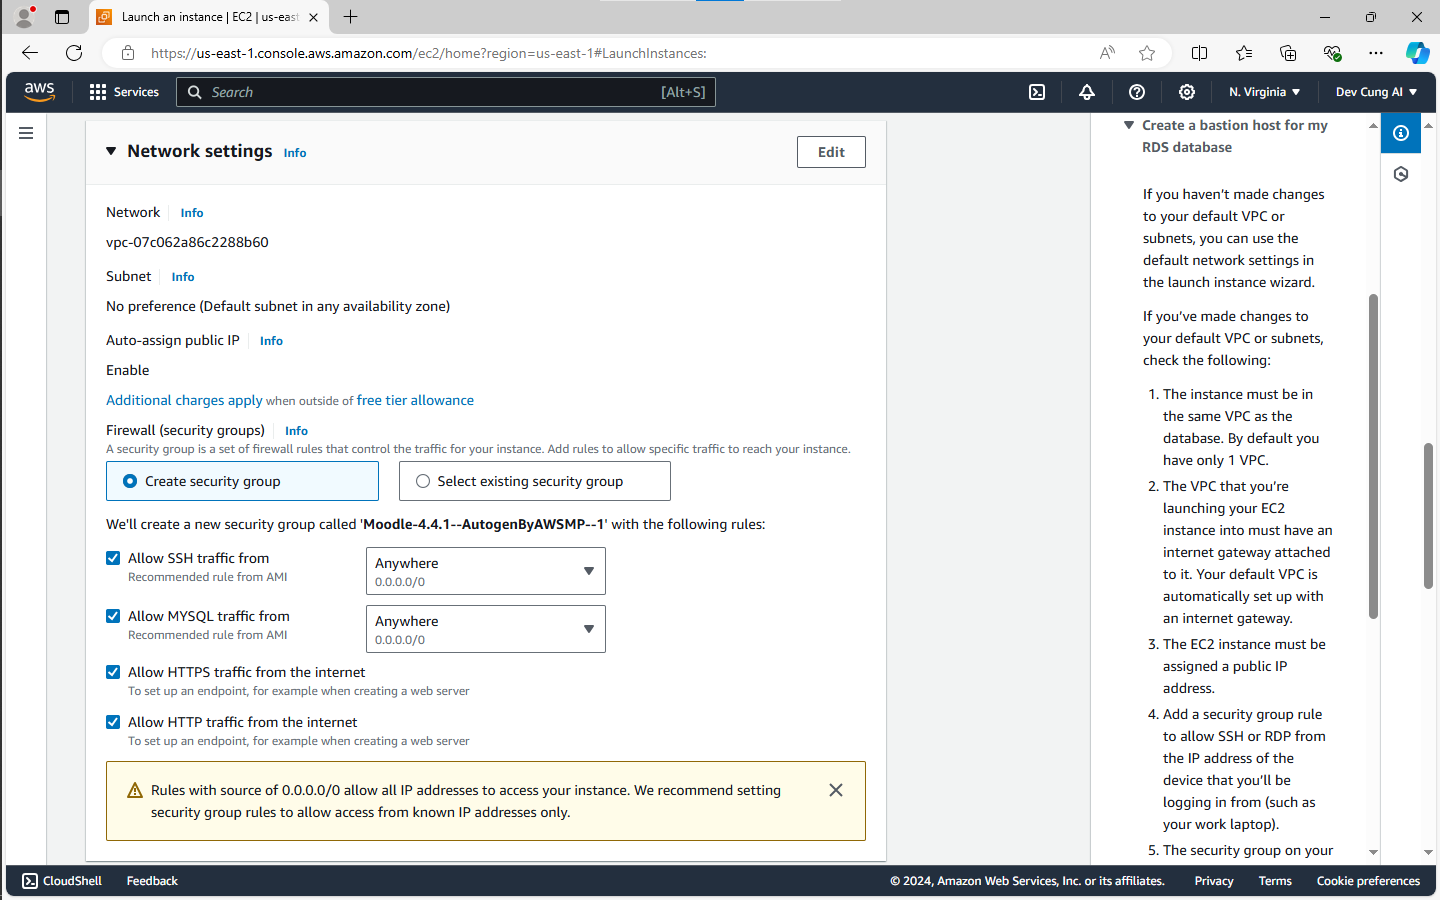 Launch an instance | EC2 | us-east
https://us-east-1.console.aws.amazon.com/ec2/home?region=us-east-1#LaunchInstances:
aws
Services
Search
[Alt+S]
N. Virginia
Dev Cung AI
Network settings
Info
Edit
Network
Info
vpc-07c062a86c2288b60
Subnet
Info
No preference (Default subnet in any availability zone)
Auto-assign public IP
Info
Enable
Additional charges apply when outside of free tier allowance
Firewall (security groups)
Info
A security group is a set of firewall rules that control the traffic for your instance. Add rules to allow specific traffic to reach your instance.
Create security group
Select existing security group
We'll create a new security group called 'Moodle-4.4.1--AutogenByAWSMP--1' with the following rules:
Allow SSH traffic from
Recommended rule from AMI
Anywhere
0.0.0.0/0
Allow MYSQL traffic from
Recommended rule from AMI
Anywhere
0.0.0.0/0
Allow HTTPS traffic from the internet
To set up an endpoint, for example when creating a web server
Allow HTTP traffic from the internet
To set up an endpoint, for example when creating a web server
Rules with source of 0.0.0.0/0 allow all IP addresses to access your instance. We recommend setting
security group rules to allow access from known IP addresses only.
Create a bastion host for my
RDS database
If you haven't made changes
to your default VPC or
subnets, you can use the
default network settings in
the launch instance wizard.
If you've made changes to
your default VPC or subnets,
check the following:
1. The instance must be in
the same VPC as the
database. By default you
have only 1 VPC.
2. The VPC that you're
launching your EC2
instance into must have an
internet gateway attached
to it. Your default VPC is
automatically set up with
an internet gateway.
3. The EC2 instance must be
assigned a public IP
address.
4. Add a security group rule
to allow SSH or RDP from
the IP address of the
device that you'll be
logging in from (such as
your work laptop).
5. The security group on your
CloudShell
Feedback
© 2024, Amazon Web Services, Inc. or its affiliates.
Privacy
Terms
Cookie preferences